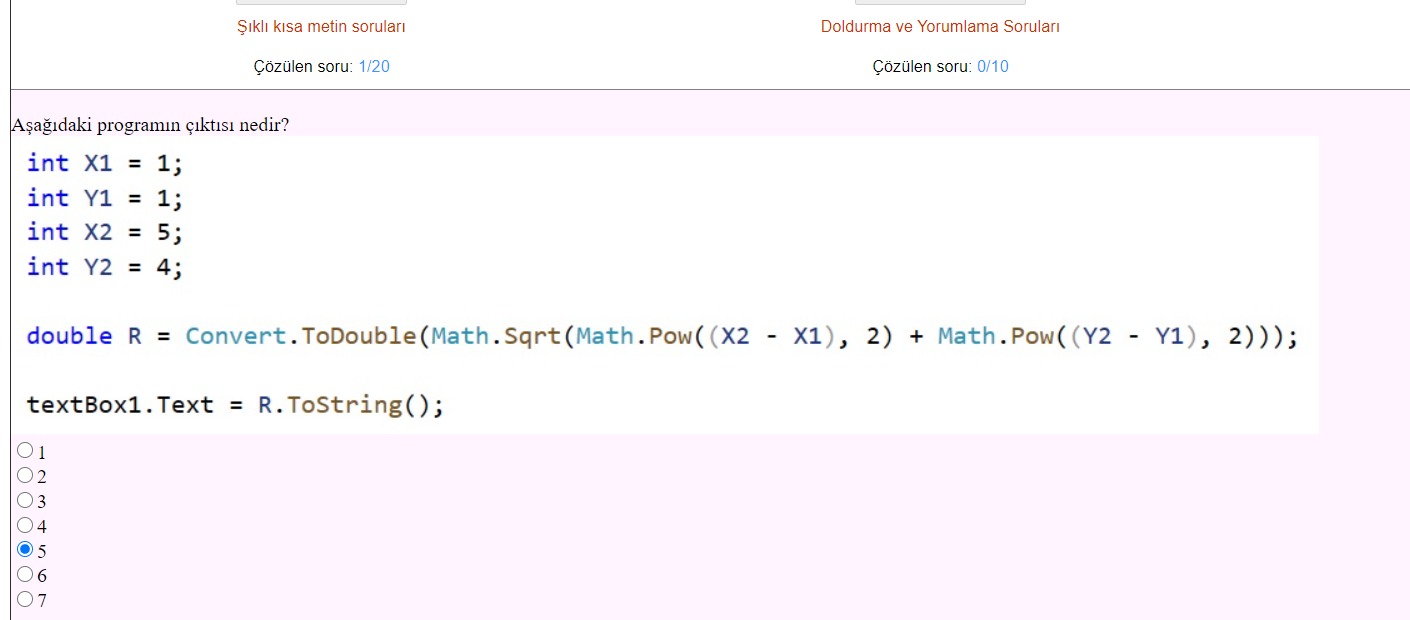 Şıklı kısa metin soruları
Doldurma ve Yorumlama Soruları
Çözülen soru: 1/20
Çözülen soru: 0/10
Aşağıdaki programın çıktısı nedir?
int X1 = 1;
int Y1 = 1;
int X2 = 5;
int Y2 = 4;
double R = Convert.ToDouble(Math.Sqrt(Math.Pow((X2 - X1), 2) + Math.Pow((Y2 - Y1), 2)));
textBox1.Text = R.ToString();
1
2
3
4
5
6
7